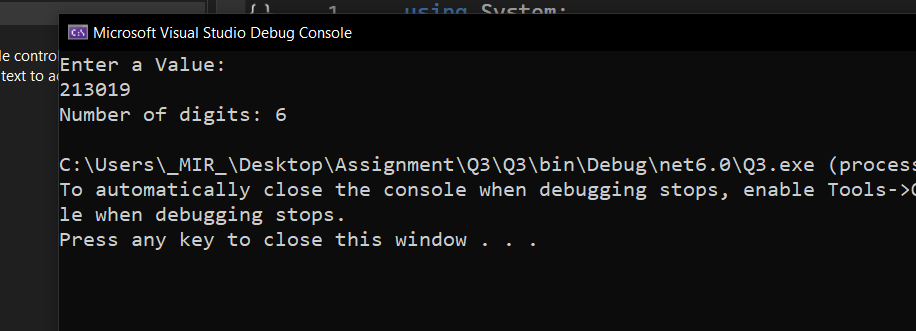 {} 1 using System;
Microsoft Visual Studio Debug Console
le contro
text to a
Enter a Value:
213019
Number of digits: 6
C:\Users\_MIR_\Desktop\Assignment\Q3\Q3\bin\Debug\net6.0\Q3.exe (process
To automatically close the console when debugging stops, enable Tools->
le when debugging stops.
Press any key to close this window . . .